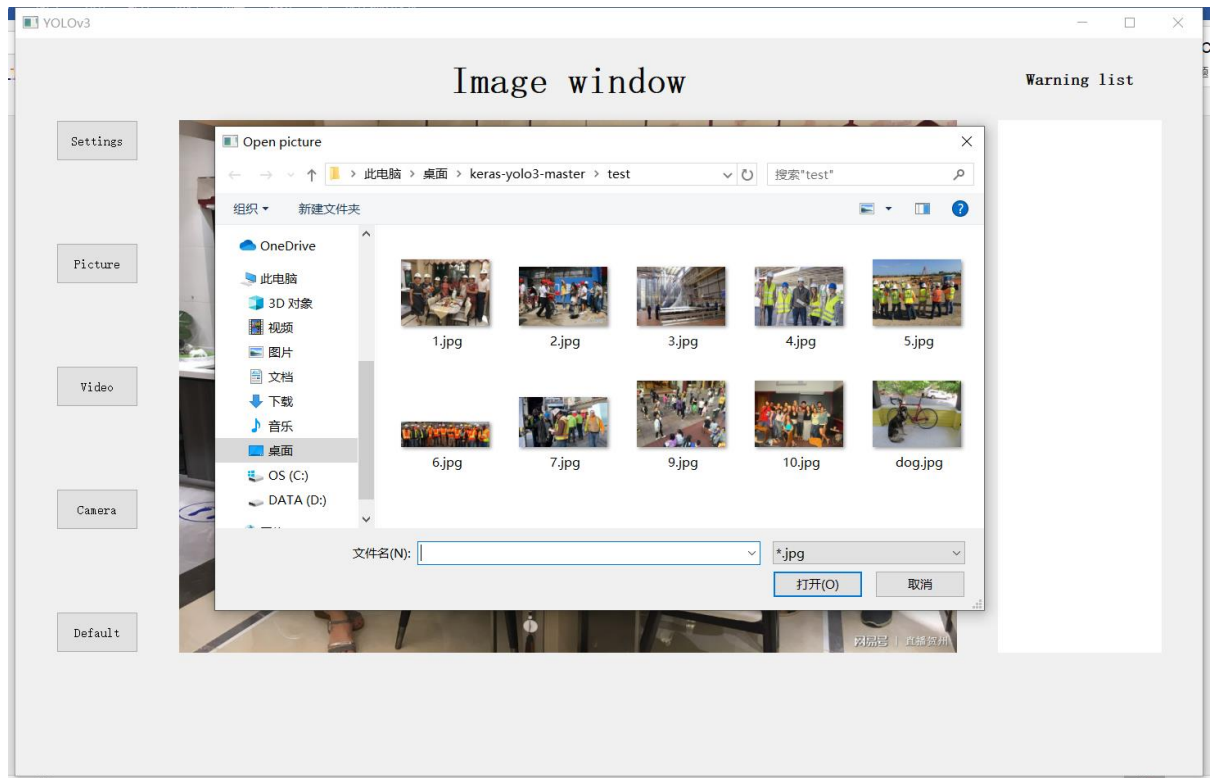 YOLOv3
Image window
Warning list
Settings
Picture
Video
Camera
Default
Open picture
此电脑 > 桌面 > keras-yolo3-master > test
搜索"test"
组织
新建文件夹
OneDrive
此电脑
3D 对象
视频
图片
文档
下载
音乐
桌面
OS (C:)
DATA (D:)
1.jpg
2.jpg
3.jpg
4.jpg
5.jpg
6.jpg
7.jpg
9.jpg
10.jpg
dog.jpg
文件名(N):
*.jpg
打开(O)
取消
网易号 | 直播贺州